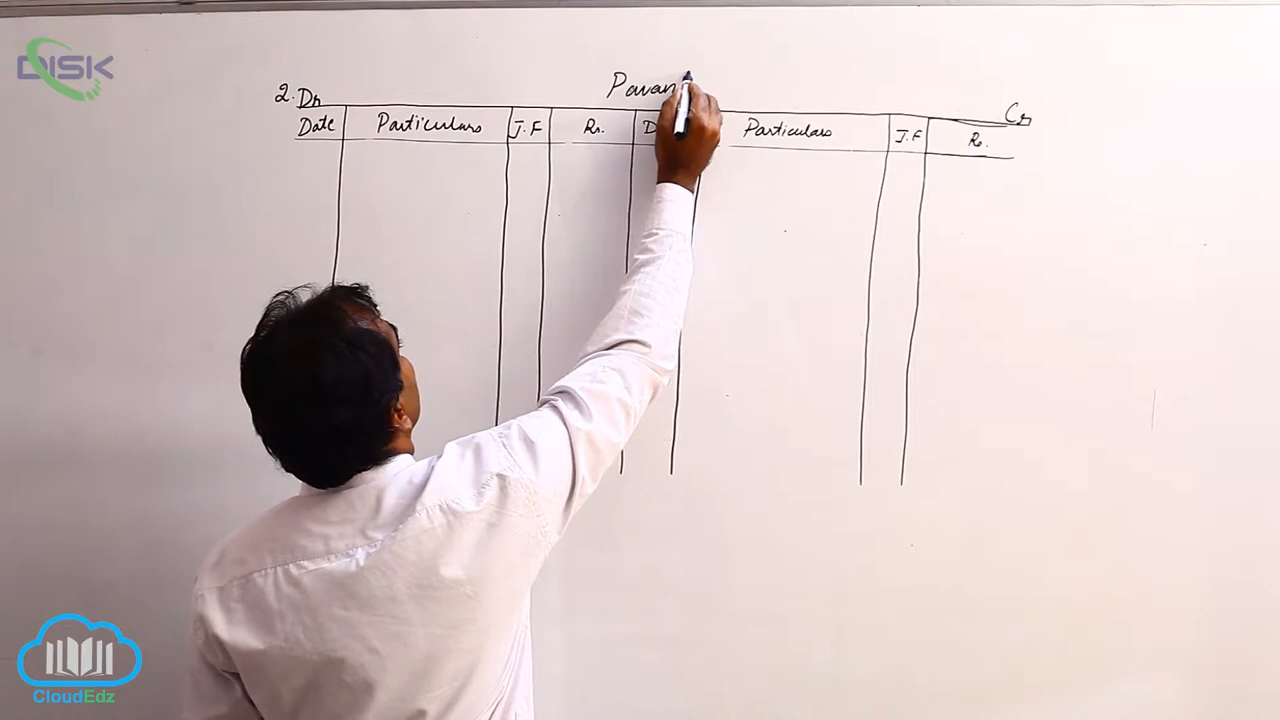 DISK
Pavan
2. Dr Cr
Date Particulars J.F Rs. D Particulars J.F Rs.
CloudEdz